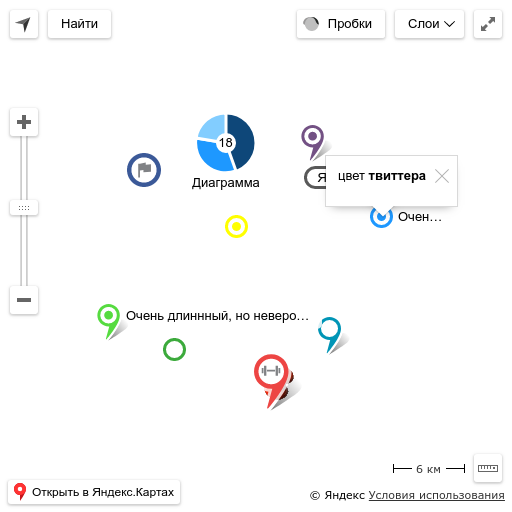 Найти
Пробки
Слои
18
Диаграмма
Я
цвет твиттера
Очен…
Очень длиннный, но неверо…
6 км
Открыть в Яндекс.Картах
© Яндекс Условия использования